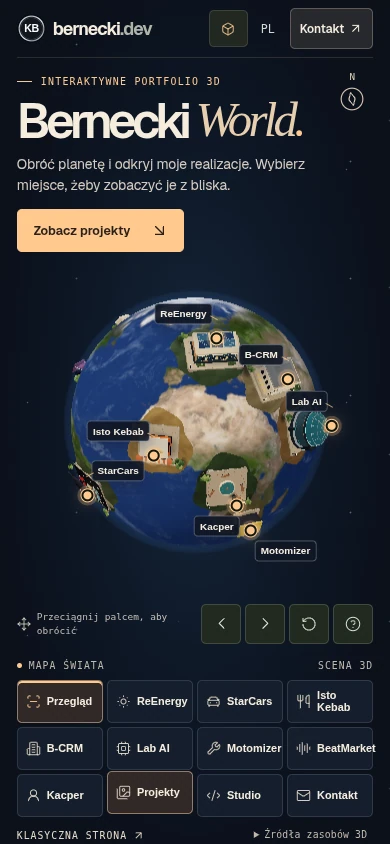 KB bernecki.dev PL Kontakt
INTERAKTYWNE PORTFOLIO 3D
N
Bernecki World.
Obróć planetę i odkryj moje realizacje. Wybierz
miejsce, żeby zobaczyć je z bliska.
Zobacz projekty
ReEnergy
B-CRM
Lab AI
Isto Kebab
StarCars
Kacper
Motomizer
Przeciągnij palcem, aby
obrócić
MAPA ŚWIATA SCENA 3D
Przegląd ReEnergy StarCars Isto
Kebab
B-CRM Lab AI Motomizer BeatMarket
Kacper Projekty Studio Kontakt
KLASYCZNA STRONA Źródła zasobów 3D